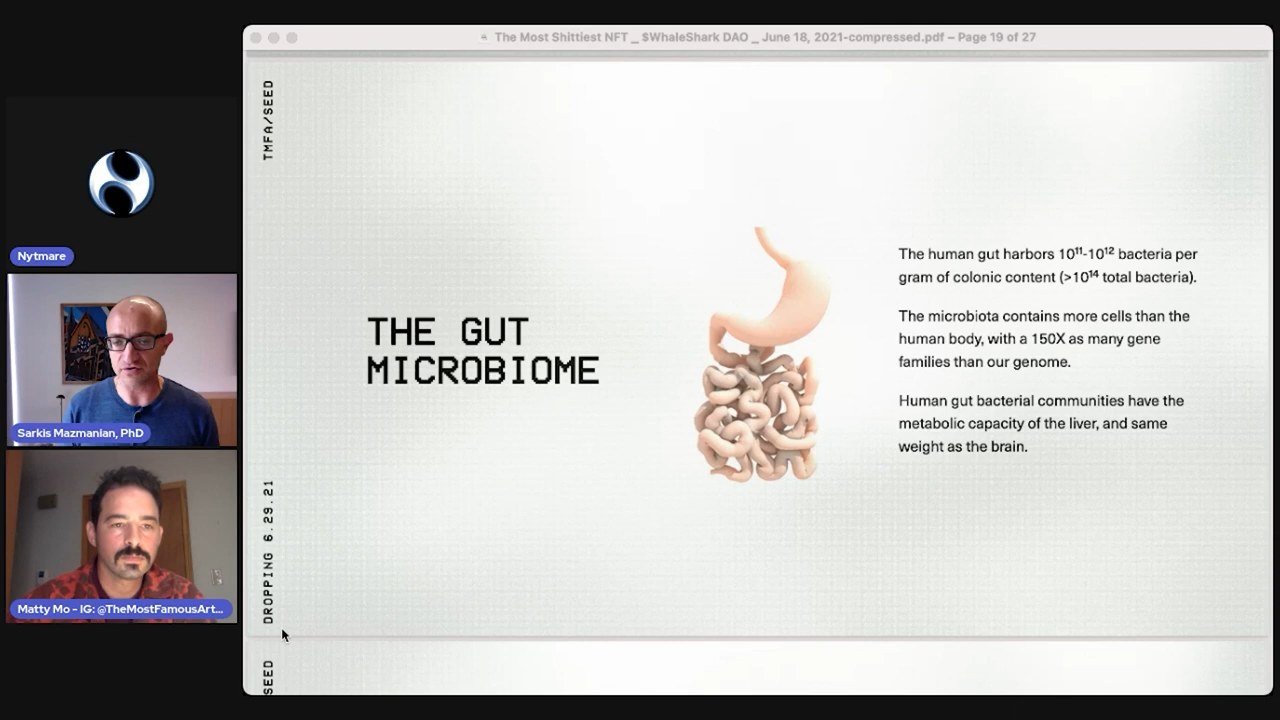 The Most Shittiest NFT _ $WhaleShark DAO _ June 18, 2021-compressed.pdf – Page 19 of 27
TMFA/SEED
Nytmare
Sarkis Mazmanian, PhD
Matty Mo - IG: @TheMostFamousArt...
THE GUT
MICROBIOME
The human gut harbors 10¹¹-10¹² bacteria per
gram of colonic content (>10¹⁴ total bacteria).
The microbiota contains more cells than the
human body, with a 150X as many gene
families than our genome.
Human gut bacterial communities have the
metabolic capacity of the liver, and same
weight as the brain.
DROPPING 6.29.21
SEED